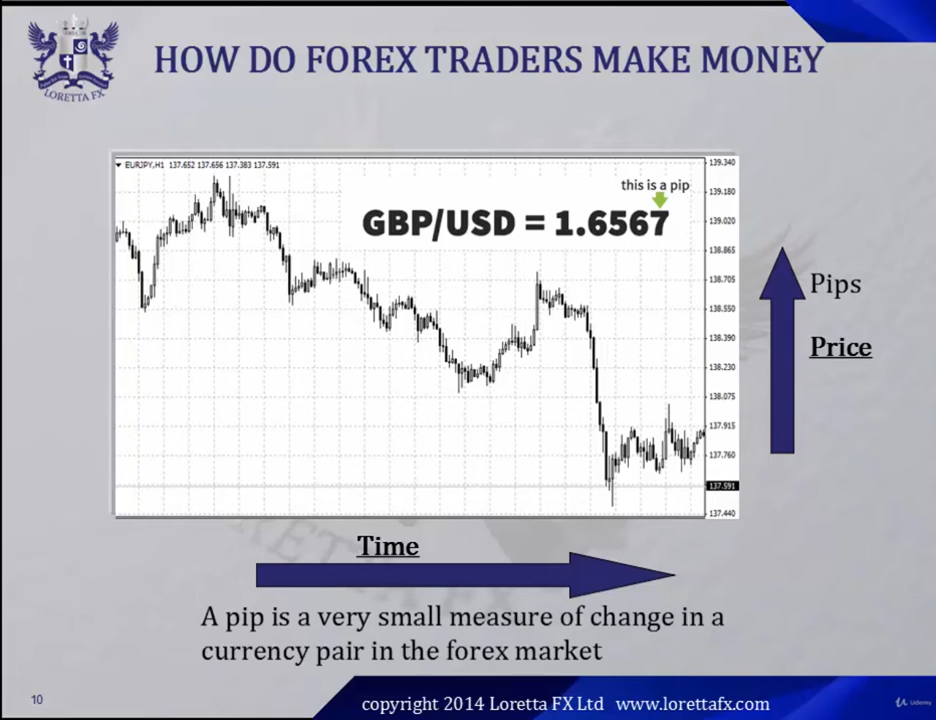 HOW DO FOREX TRADERS MAKE MONEY
LORETTA FX
EURJPY,H1 137.652 137.656 137.383 137.591
this is a pip
GBP/USD = 1.6567
139.340
139.180
139.020
138.865
138.705
138.550
138.390
138.230
138.075
137.915
137.760
137.591
137.440
Pips
Price
Time
A pip is a very small measure of change in a
currency pair in the forex market
10
copyright 2014 Loretta FX Ltd www.lorettafx.com
Udemy